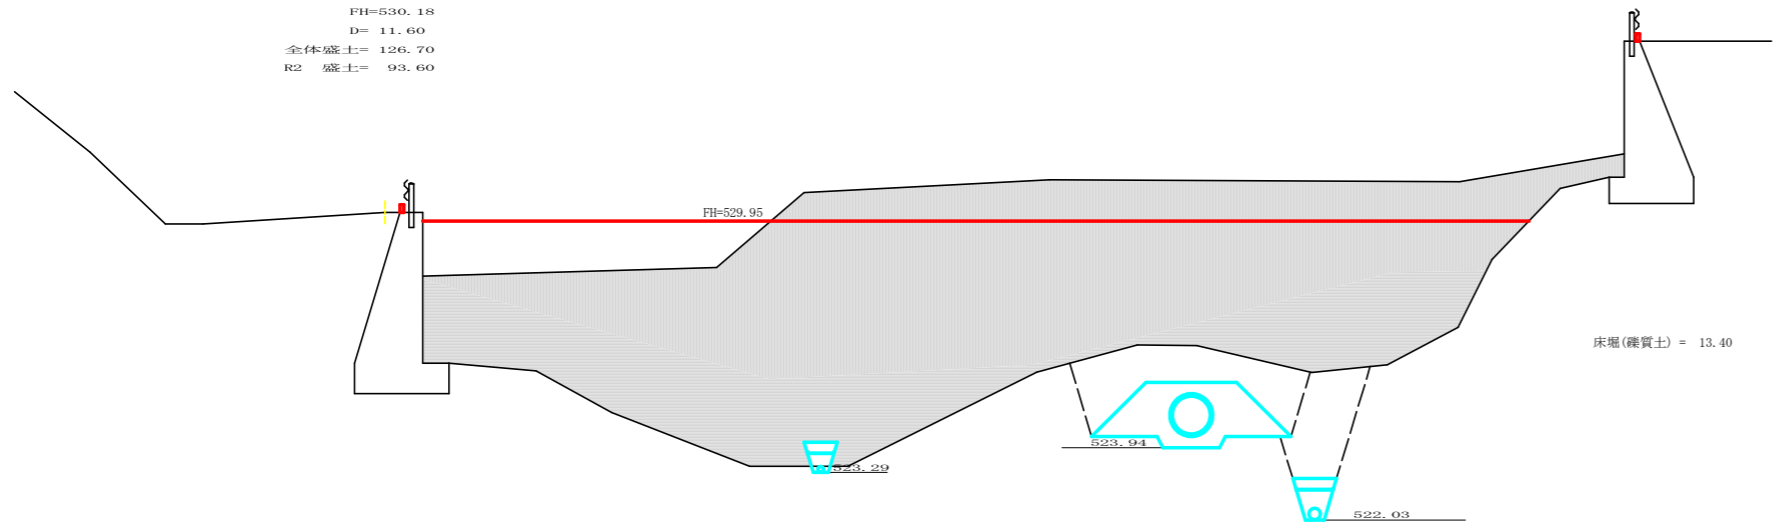 FH=530.18
D= 11.60
全体盛土= 126.70
R2 盛土= 93.60
FH=529.95
床堀(礫質土) = 13.40
523.94
523.29
522.03